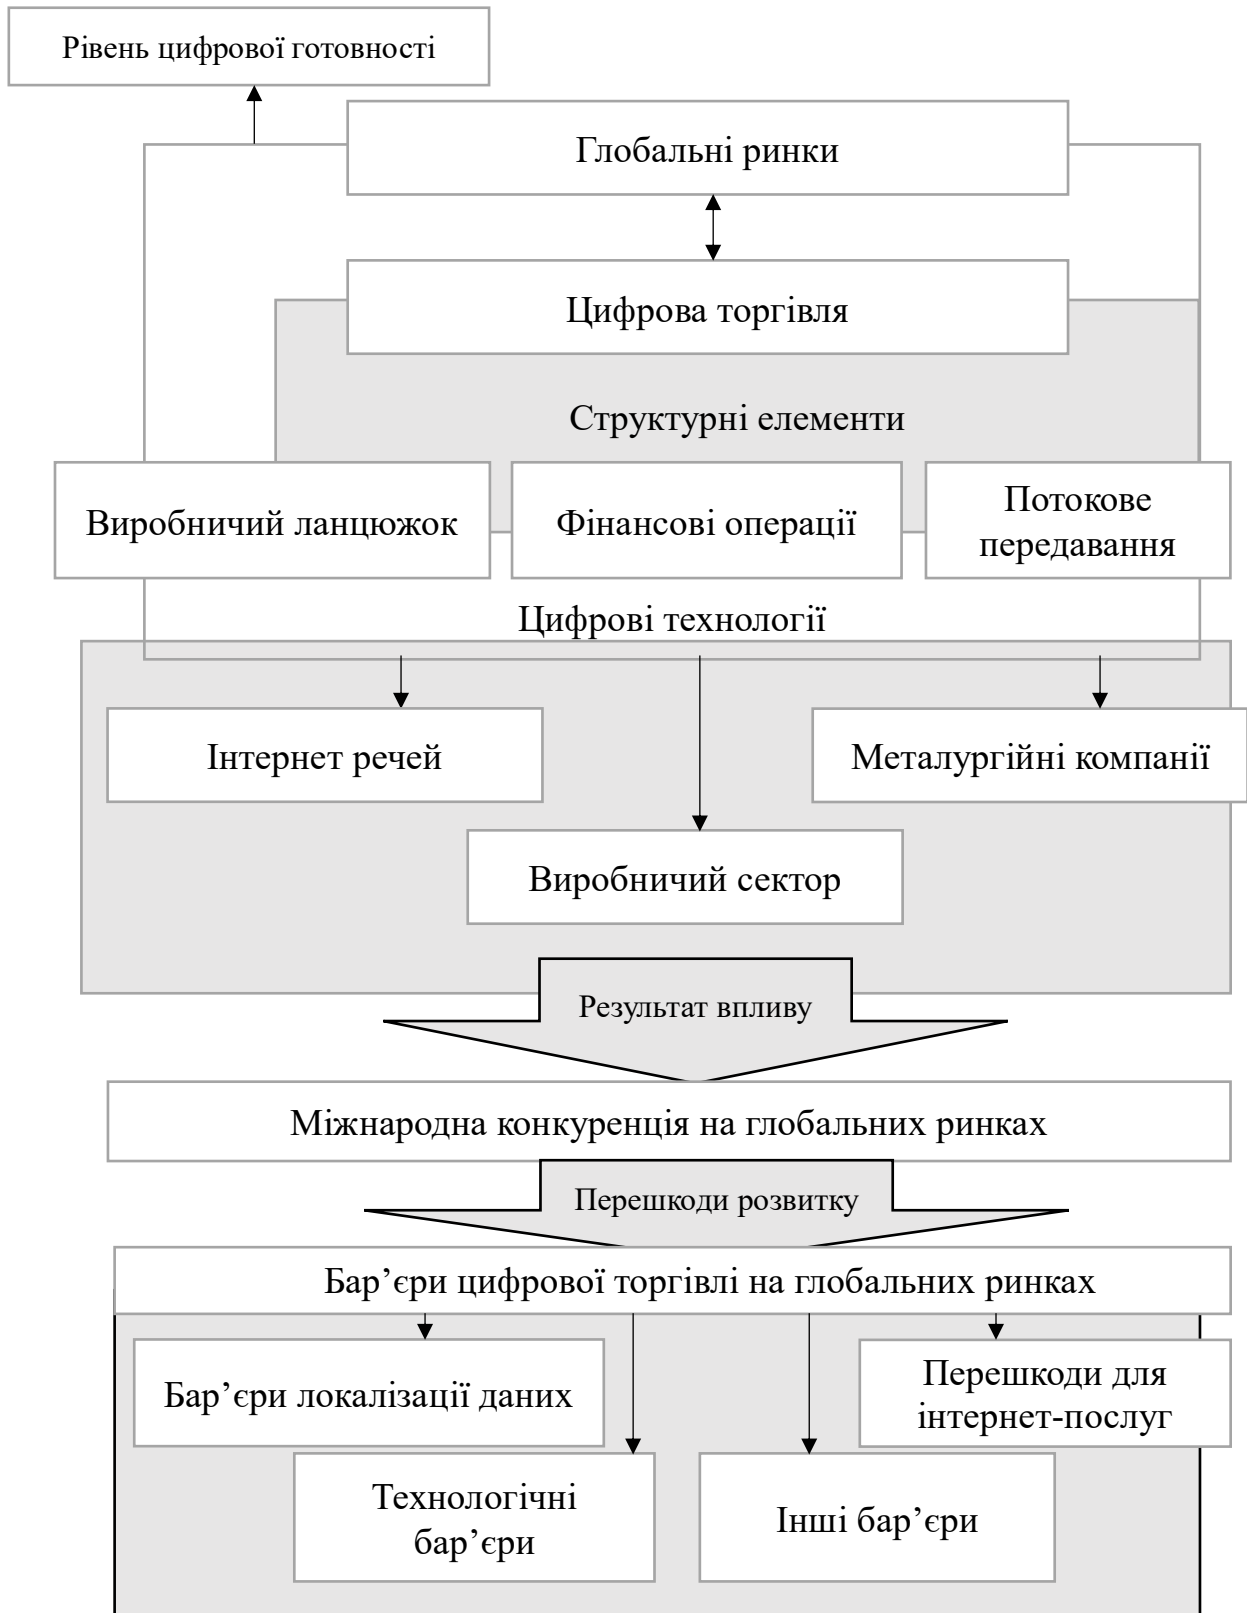 Рівень цифрової готовності
Глобальні ринки
Цифрова торгівля
Структурні елементи
Виробничий ланцюжок
Фінансові операції
Потокове
передавання
Цифрові технології
Інтернет речей
Металургійні компанії
Виробничий сектор
Результат впливу
Міжнародна конкуренція на глобальних ринках
Перешкоди розвитку
Бар’єри цифрової торгівлі на глобальних ринках
Бар’єри локалізації даних
Перешкоди для
інтернет-послуг
Технологічні
бар’єри
Інші бар’єри